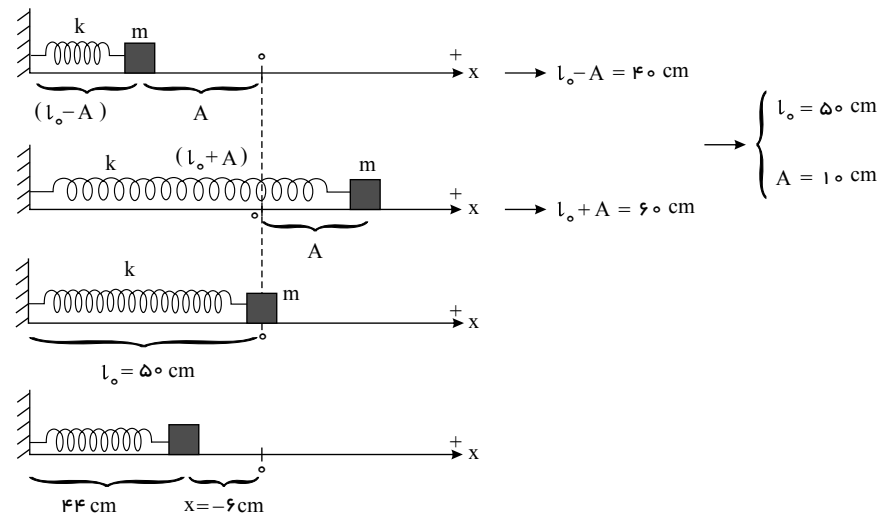 k m
+
x
l₀ − A = ۴۰ cm
(l₀ − A) A
l₀ = ۵۰ cm
A = ۱۰ cm
k (l₀ + A) m
+
x
l₀ + A = ۶۰ cm
A
k
m
+
x
l₀ = ۵۰ cm
+
x
۴۴ cm x = −۶ cm